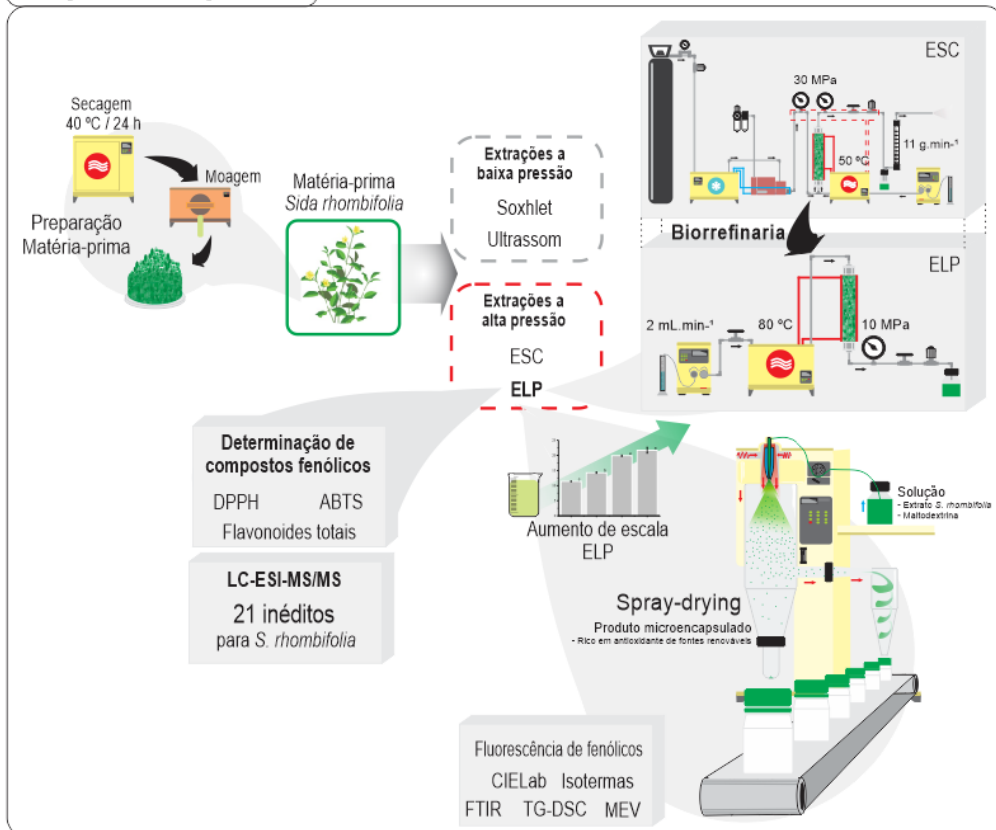 Secagem
40 ºC / 24 h
Moagem
Preparação
Matéria-prima
Matéria-prima
Sida rhombifolia
Extrações a
baixa pressão
Soxhlet
Ultrassom
Extrações a
alta pressão
ESC
ELP
ESC
30 MPa
50 ºC
11 g.min-¹
Biorrefinaria
ELP
2 mL.min-¹
80 ºC
10 MPa
Determinação de
compostos fenólicos
DPPH ABTS
Flavonoides totais
LC-ESI-MS/MS
21 inéditos
para S. rhombifolia
Aumento de escala
ELP
Solução
- Extrato S. rhombifolia
- Maltodextrina
Spray-drying
Produto microencapsulado
- Rico em antioxidante de fontes renováveis
Fluorescência de fenólicos
CIELab Isotermas
FTIR TG-DSC MEV